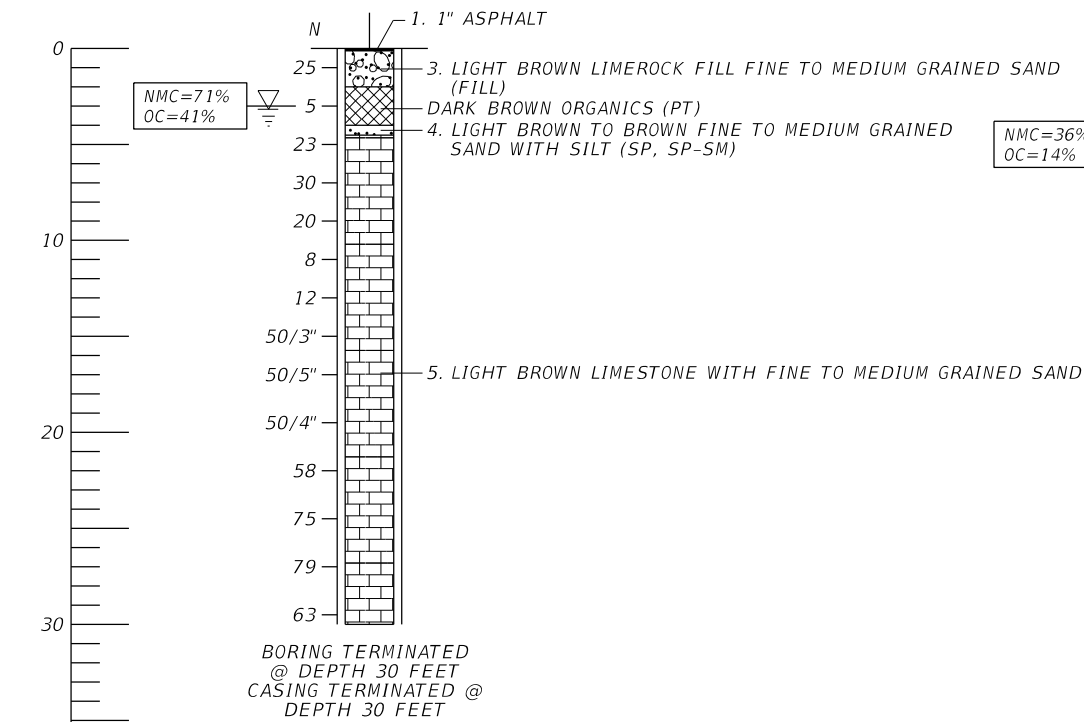 N
1. 1" ASPHALT
0
25
3. LIGHT BROWN LIMEROCK FILL FINE TO MEDIUM GRAINED SAND
(FILL)
NMC=71%
OC=41%
5
DARK BROWN ORGANICS (PT)
4. LIGHT BROWN TO BROWN FINE TO MEDIUM GRAINED
SAND WITH SILT (SP, SP-SM)
NMC=36%
OC=14%
23
30
20
10
8
12
50/3"
50/5"
5. LIGHT BROWN LIMESTONE WITH FINE TO MEDIUM GRAINED SAND
50/4"
20
58
75
79
63
30
BORING TERMINATED
@ DEPTH 30 FEET
CASING TERMINATED @
DEPTH 30 FEET